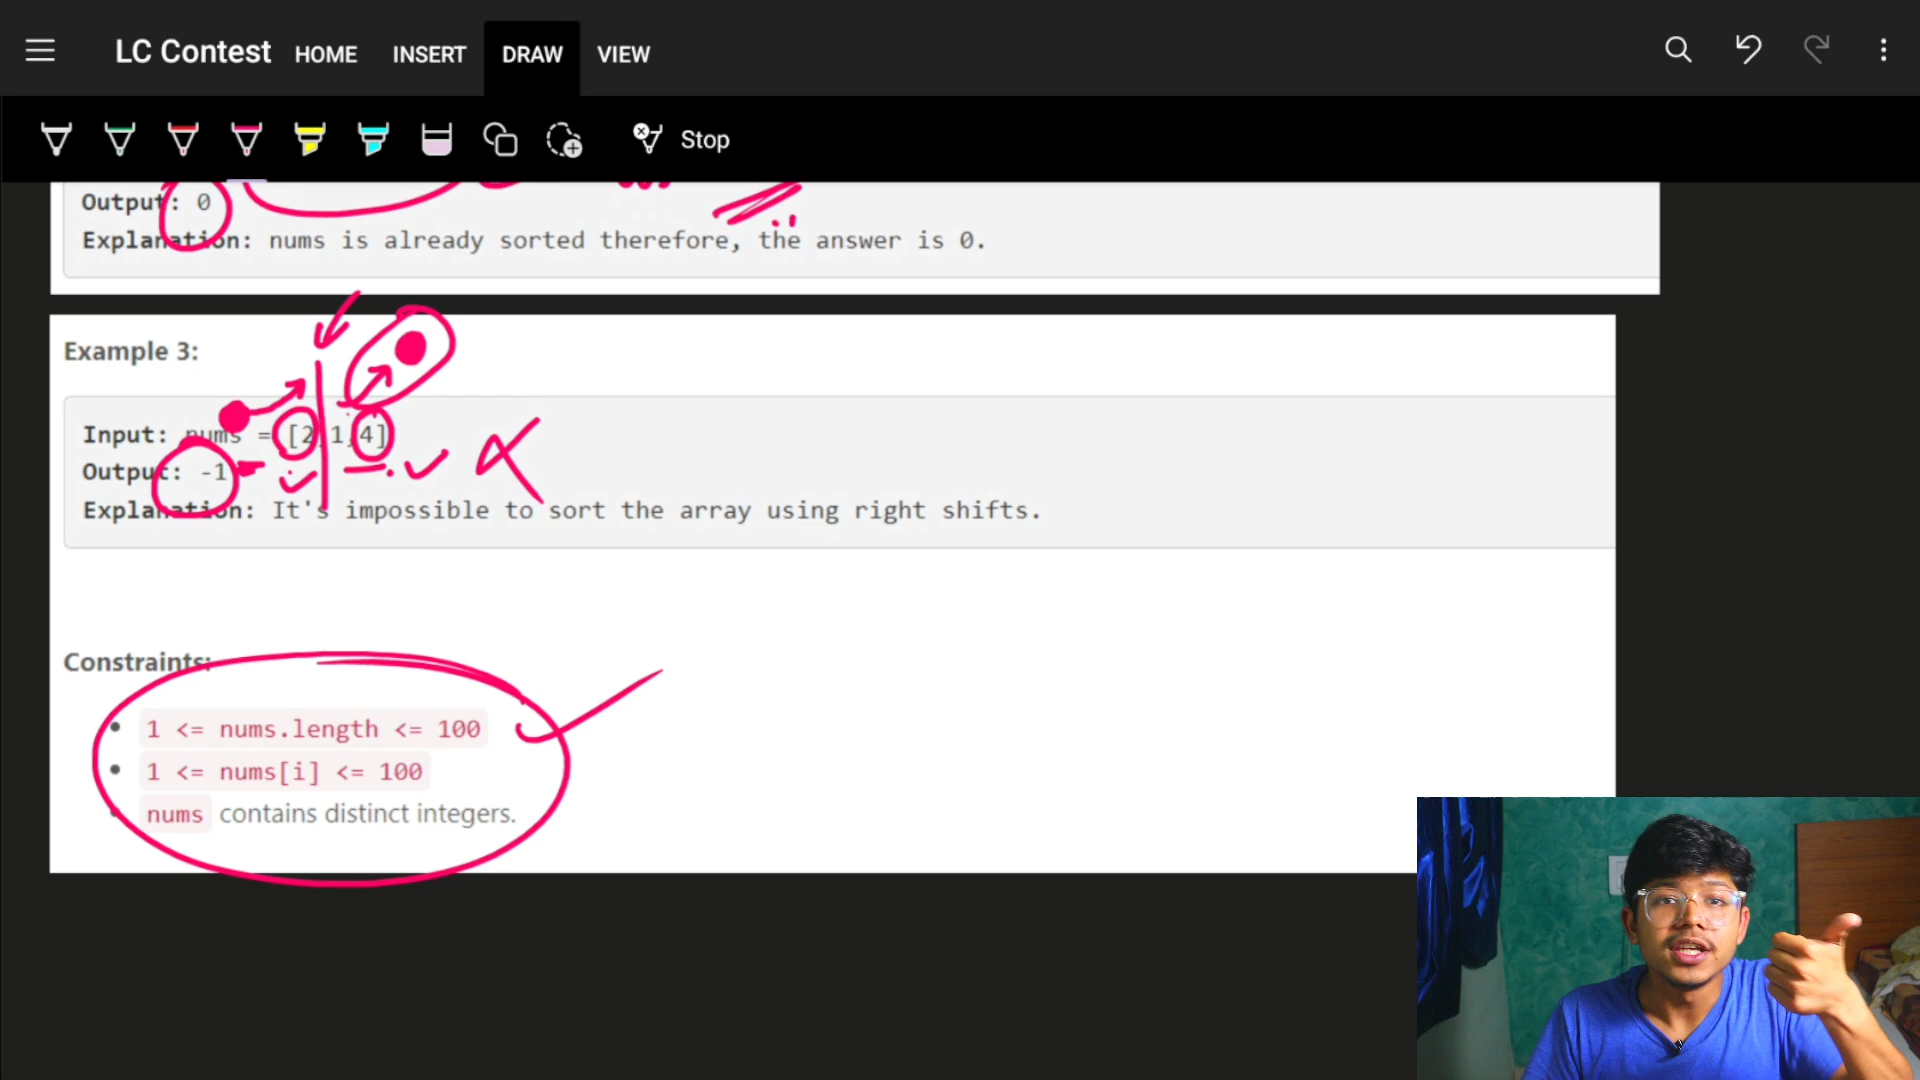 LC Contest HOME INSERT DRAW VIEW
Stop
Output: 0
Explanation: nums is already sorted therefore, the answer is 0.
Example 3:
Input: nums = [2,1,4]
Output: -1
Explanation: It's impossible to sort the array using right shifts.
Constraints:
1 <= nums.length <= 100
1 <= nums[i] <= 100
nums contains distinct integers.